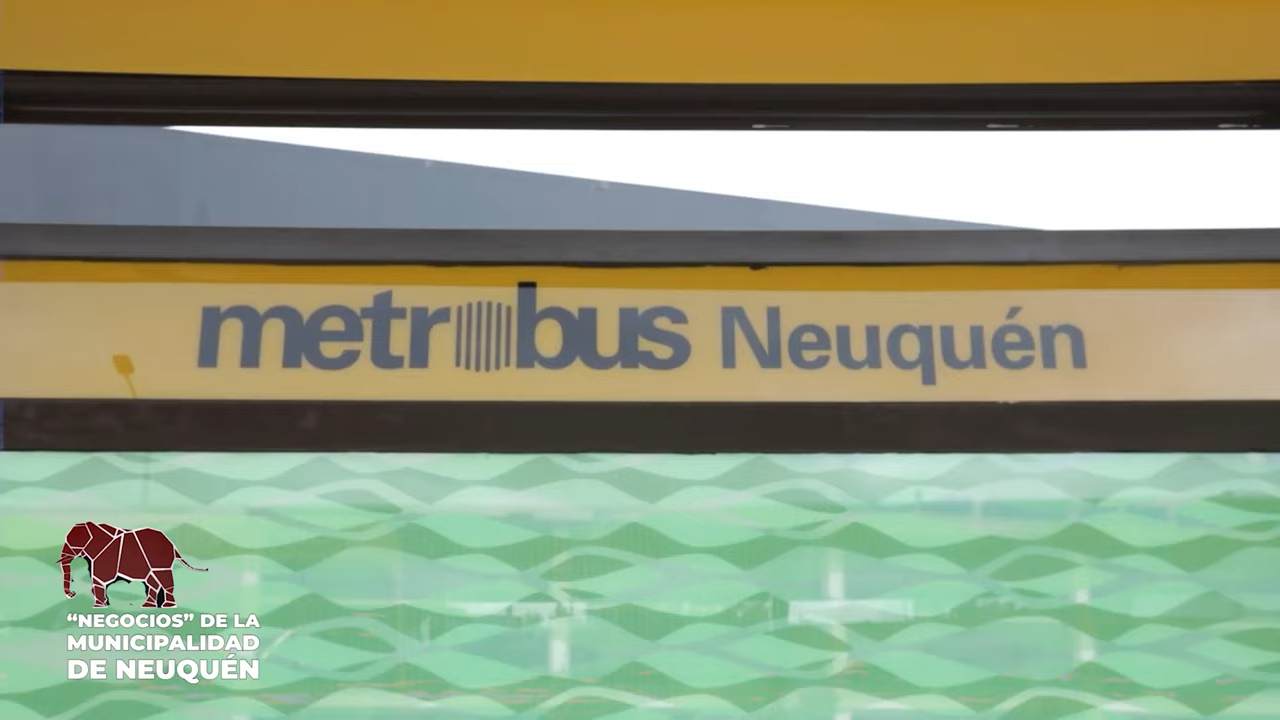 metrobus Neuquén
“NEGOCIOS” DE LA
MUNICIPALIDAD
DE NEUQUÉN